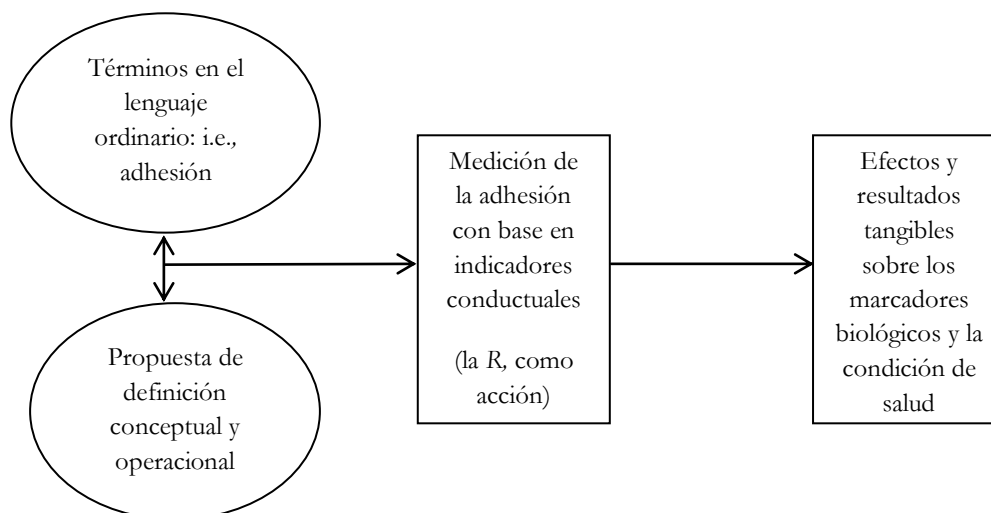 Términos en el
lenguaje
ordinario: i.e.,
adhesión
Propuesta de
definición
conceptual y
operacional
Medición de
la adhesión
con base en
indicadores
conductuales
(la R, como
acción)
Efectos y
resultados
tangibles
sobre los
marcadores
biológicos y la
condición de
salud